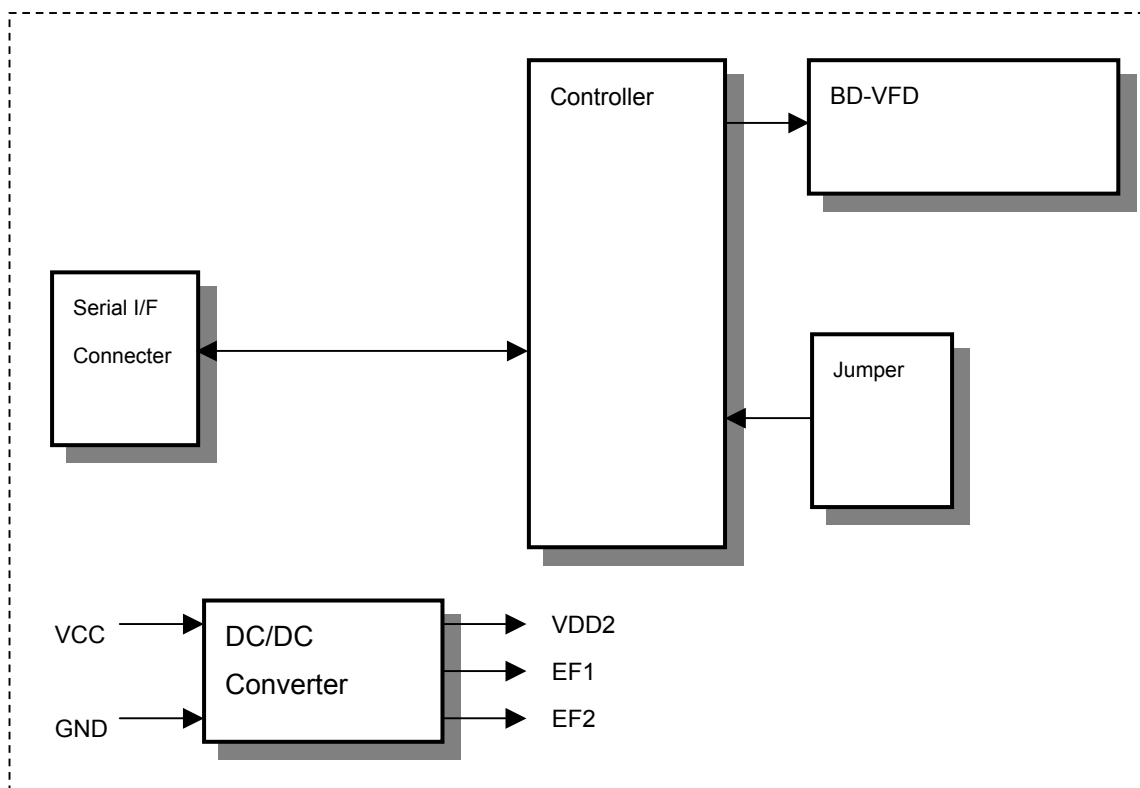 Controller
BD-VFD
Serial I/F
Connecter
Jumper
VCC
GND
DC/DC
Converter
VDD2
EF1
EF2